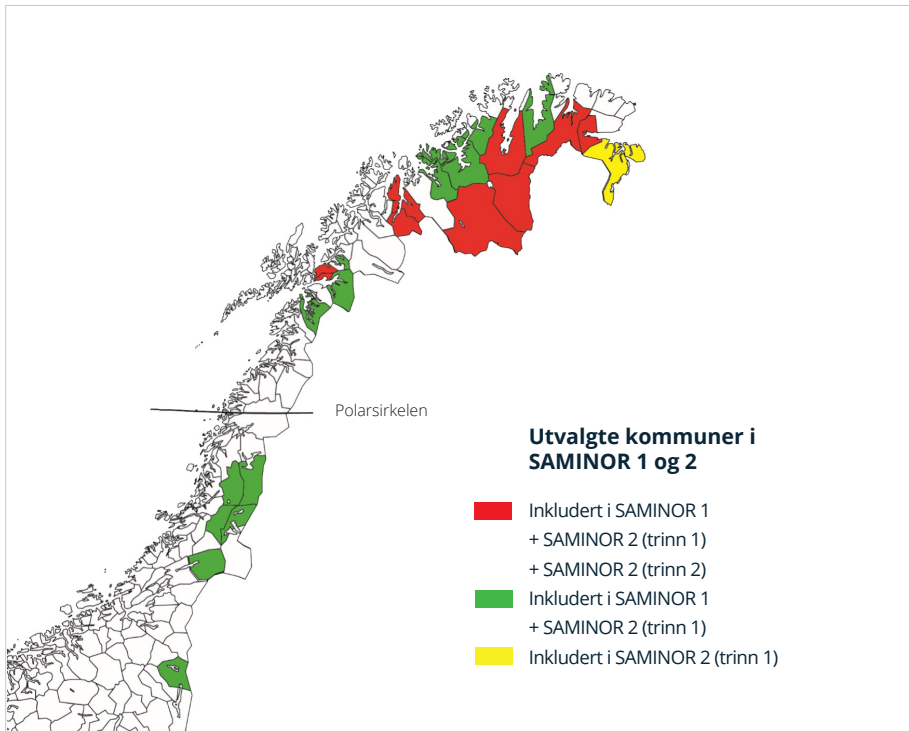 Polarsirkelen
Utvalgte kommuner i
SAMINOR 1 og 2
Inkludert i SAMINOR 1
+ SAMINOR 2 (trinn 1)
+ SAMINOR 2 (trinn 2)
Inkludert i SAMINOR 1
+ SAMINOR 2 (trinn 1)
Inkludert i SAMINOR 2 (trinn 1)